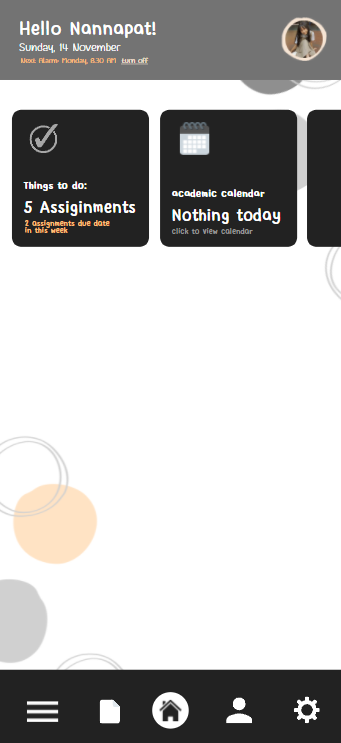 Hello Nannapat!
Sunday, 14 November
Next Alarm: Monday, 8.30 AM turn off
Things to do:
5 Assiginments
2 assignments due date
in this week
academic calendar
Nothing today
click to view calendar